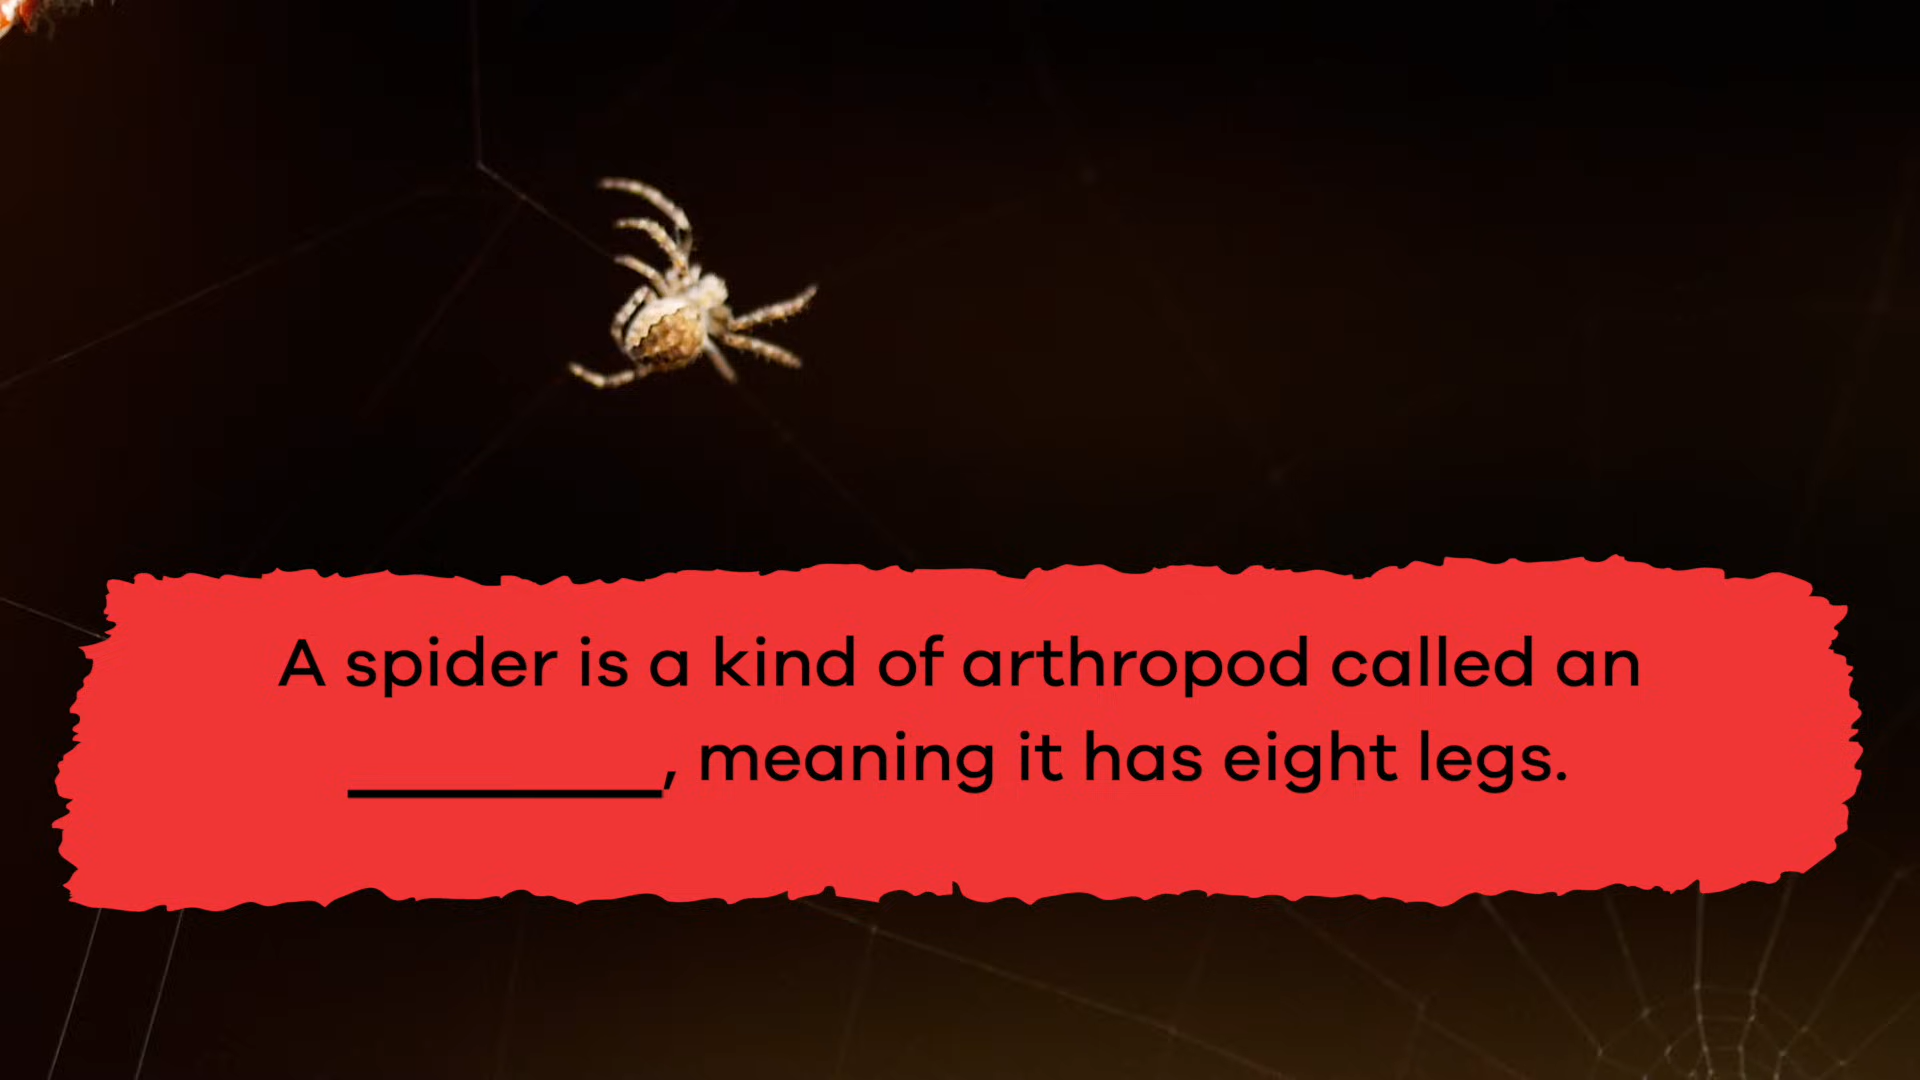 A spider is a kind of arthropod called an
_________, meaning it has eight legs.